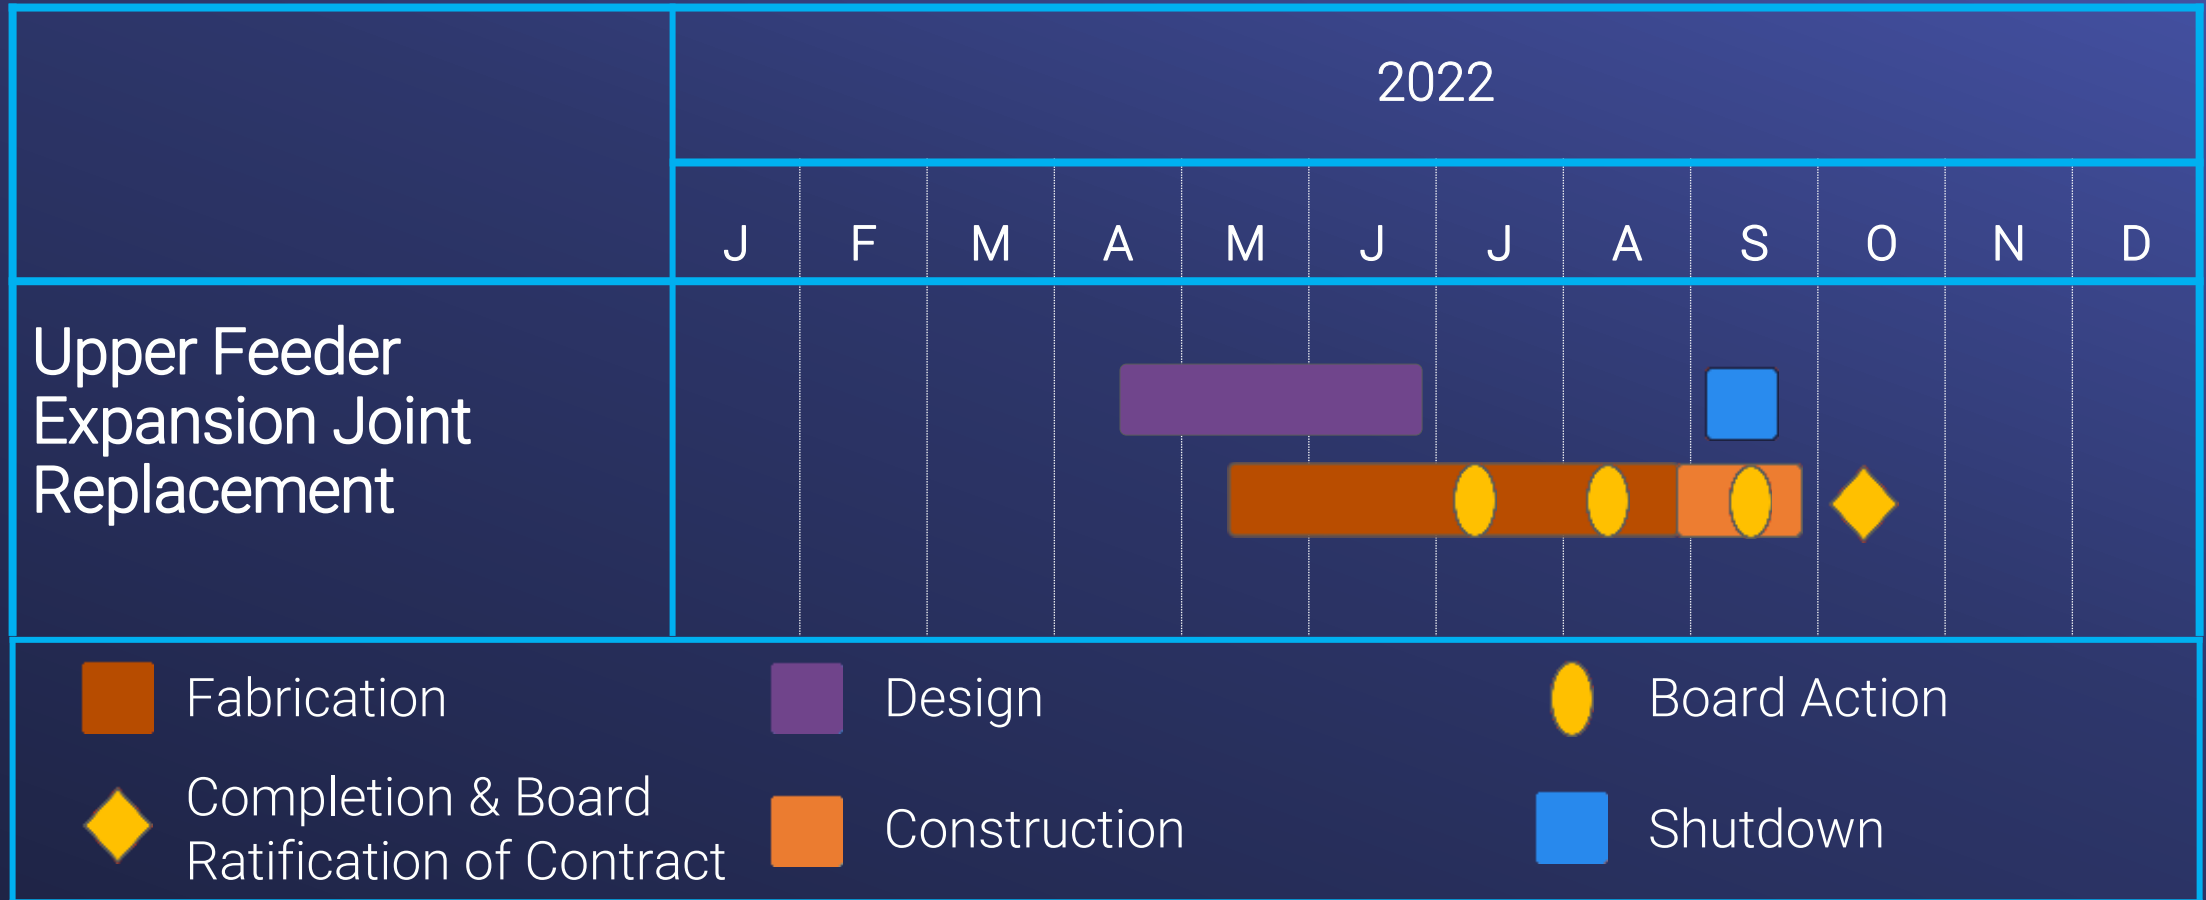 2022
J F M A M J J A S O N D
Upper Feeder
Expansion Joint
Replacement
Fabrication
Design
Board Action
Completion & Board
Ratification of Contract
Construction
Shutdown